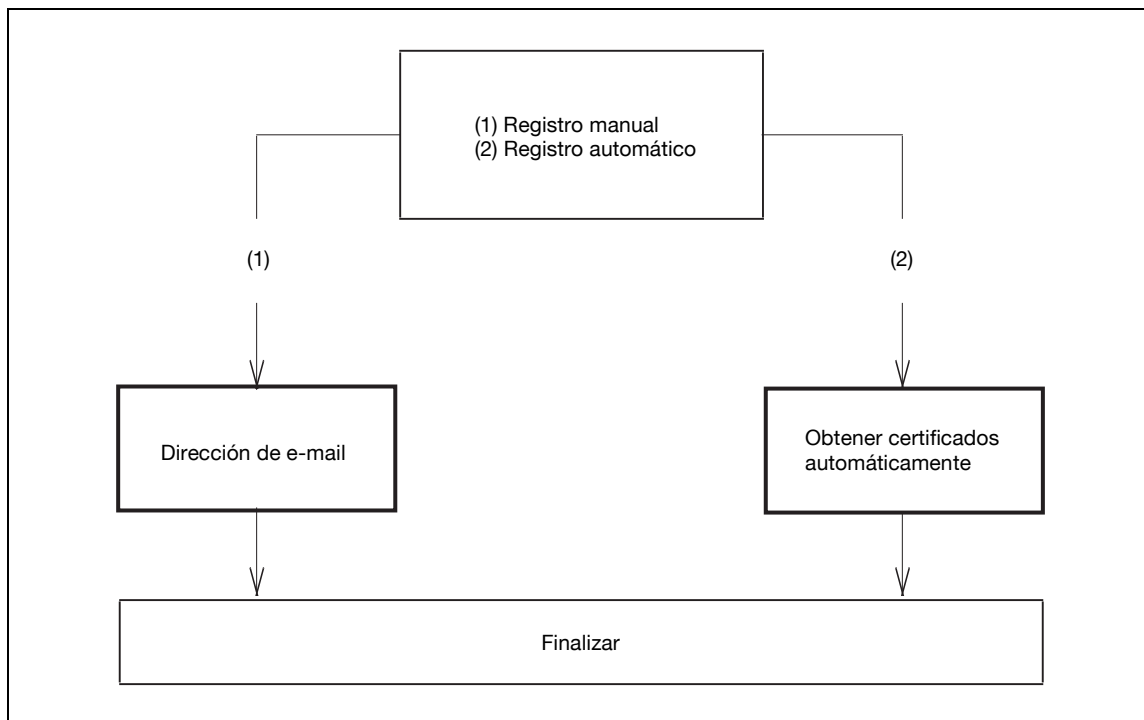 (1) Registro manual
(2) Registro automático
(1)
(2)
Dirección de e-mail
Obtener certificados
automáticamente
Finalizar